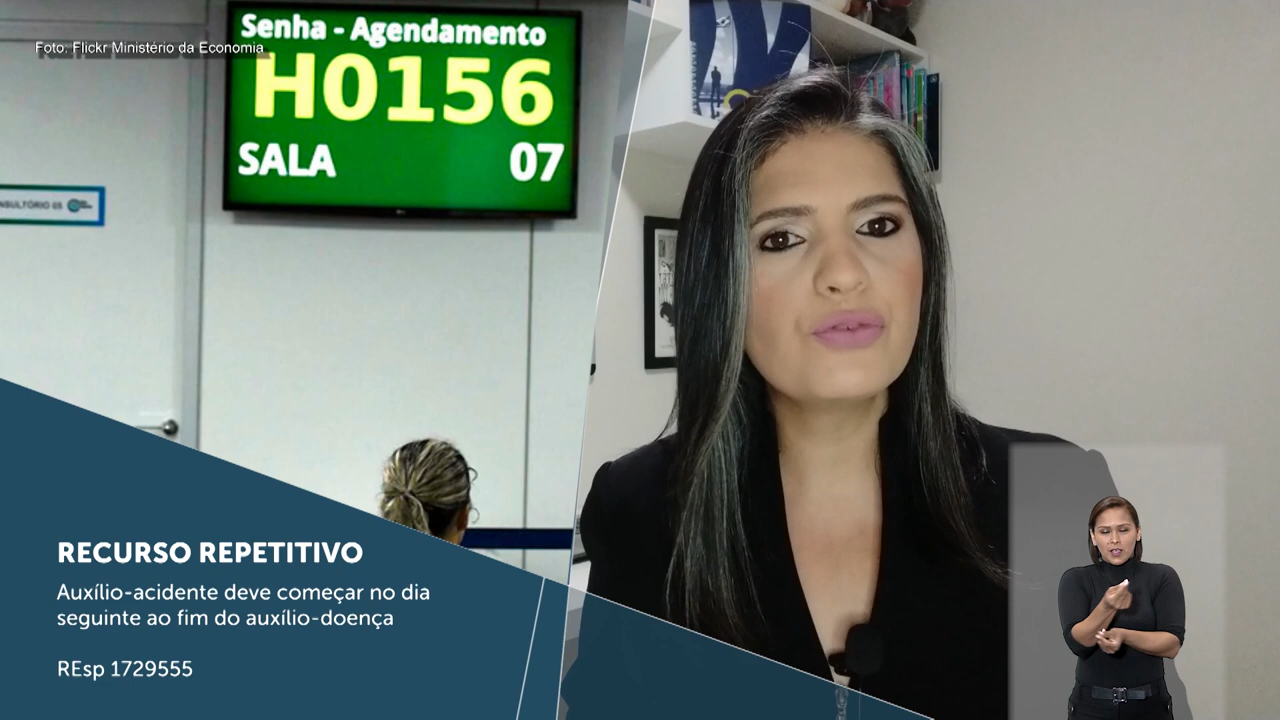 Foto. Flickr Ministério da Economia
Senha - Agendamento
H0156
SALA 07
RECURSO REPETITIVO
Auxílio-acidente deve começar no dia
seguinte ao fim do auxílio-doença
REsp 1729555